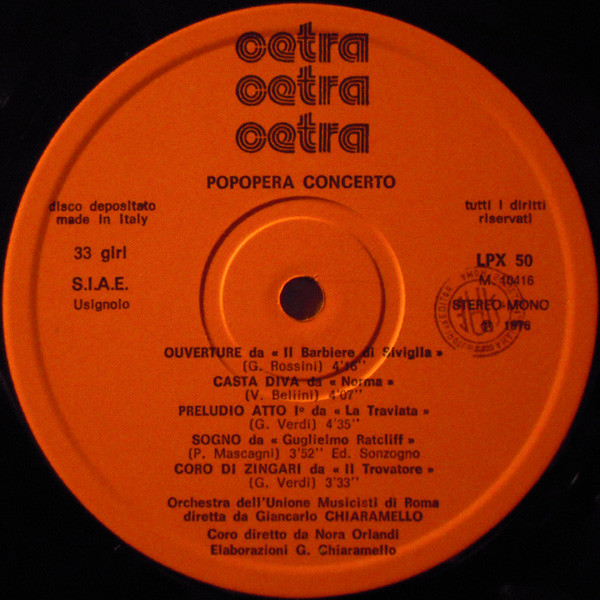 cetra
cetra
cetra
POPOPERA CONCERTO
disco depositato
made in Italy
tutti i diritti
riservati
33 giri
S.I.A.E.
Usignolo
LPX 50
M. 10416
STEREO-MONO
℗ 1976
OUVERTURE da « Il Barbiere di Siviglia »
(G. Rossini) 4'18"
CASTA DIVA da « Norma »
(V. Bellini) 4'07"
PRELUDIO ATTO Iº da « La Traviata »
(G. Verdi) 4'35"
SOGNO da « Guglielmo Ratcliff »
(P. Mascagni) 3'52" Ed. Sonzogno
CORO DI ZINGARI da « Il Trovatore »
(G. Verdi) 3'33"
Orchestra dell'Unione Musicisti di Roma
diretta da Giancarlo CHIARAMELLO
Coro diretto da Nora Orlandi
Elaborazioni G. Chiaramello